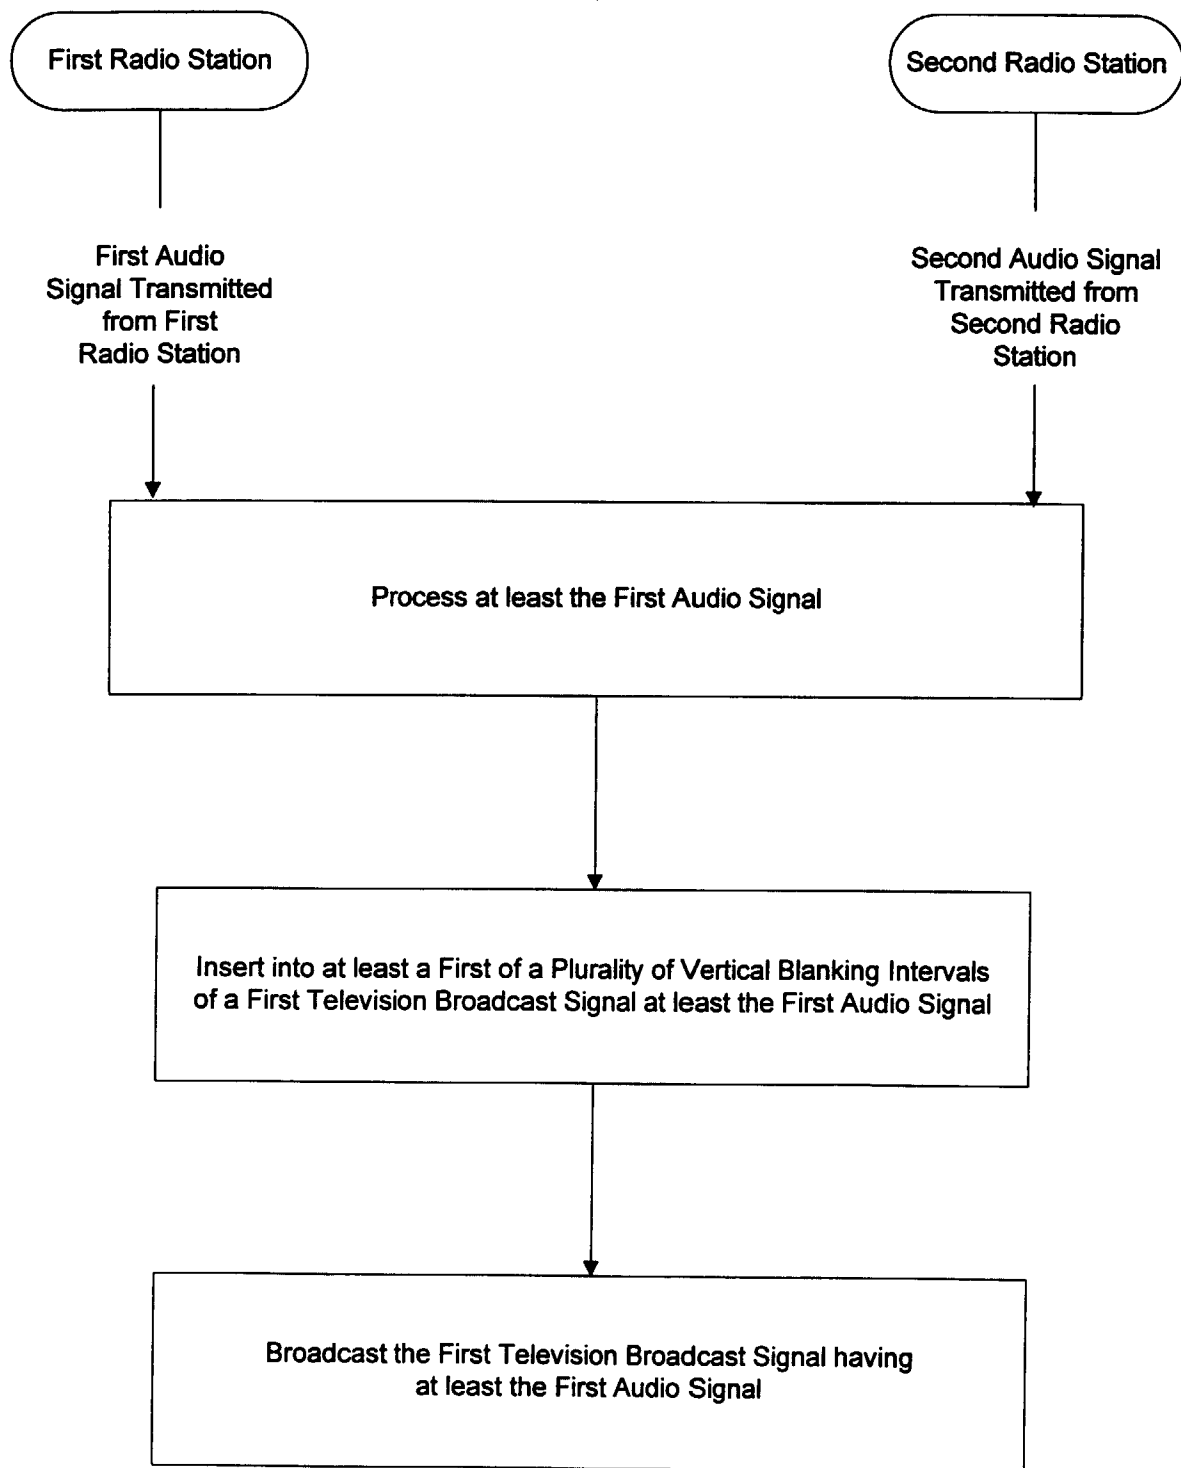 First Radio Station
Second Radio Station
First Audio
Signal Transmitted
from First
Radio Station
Second Audio Signal
Transmitted from
Second Radio
Station
Process at least the First Audio Signal
Insert into at least a First of a Plurality of Vertical Blanking Intervals
of a First Television Broadcast Signal at least the First Audio Signal
Broadcast the First Television Broadcast Signal having
at least the First Audio Signal